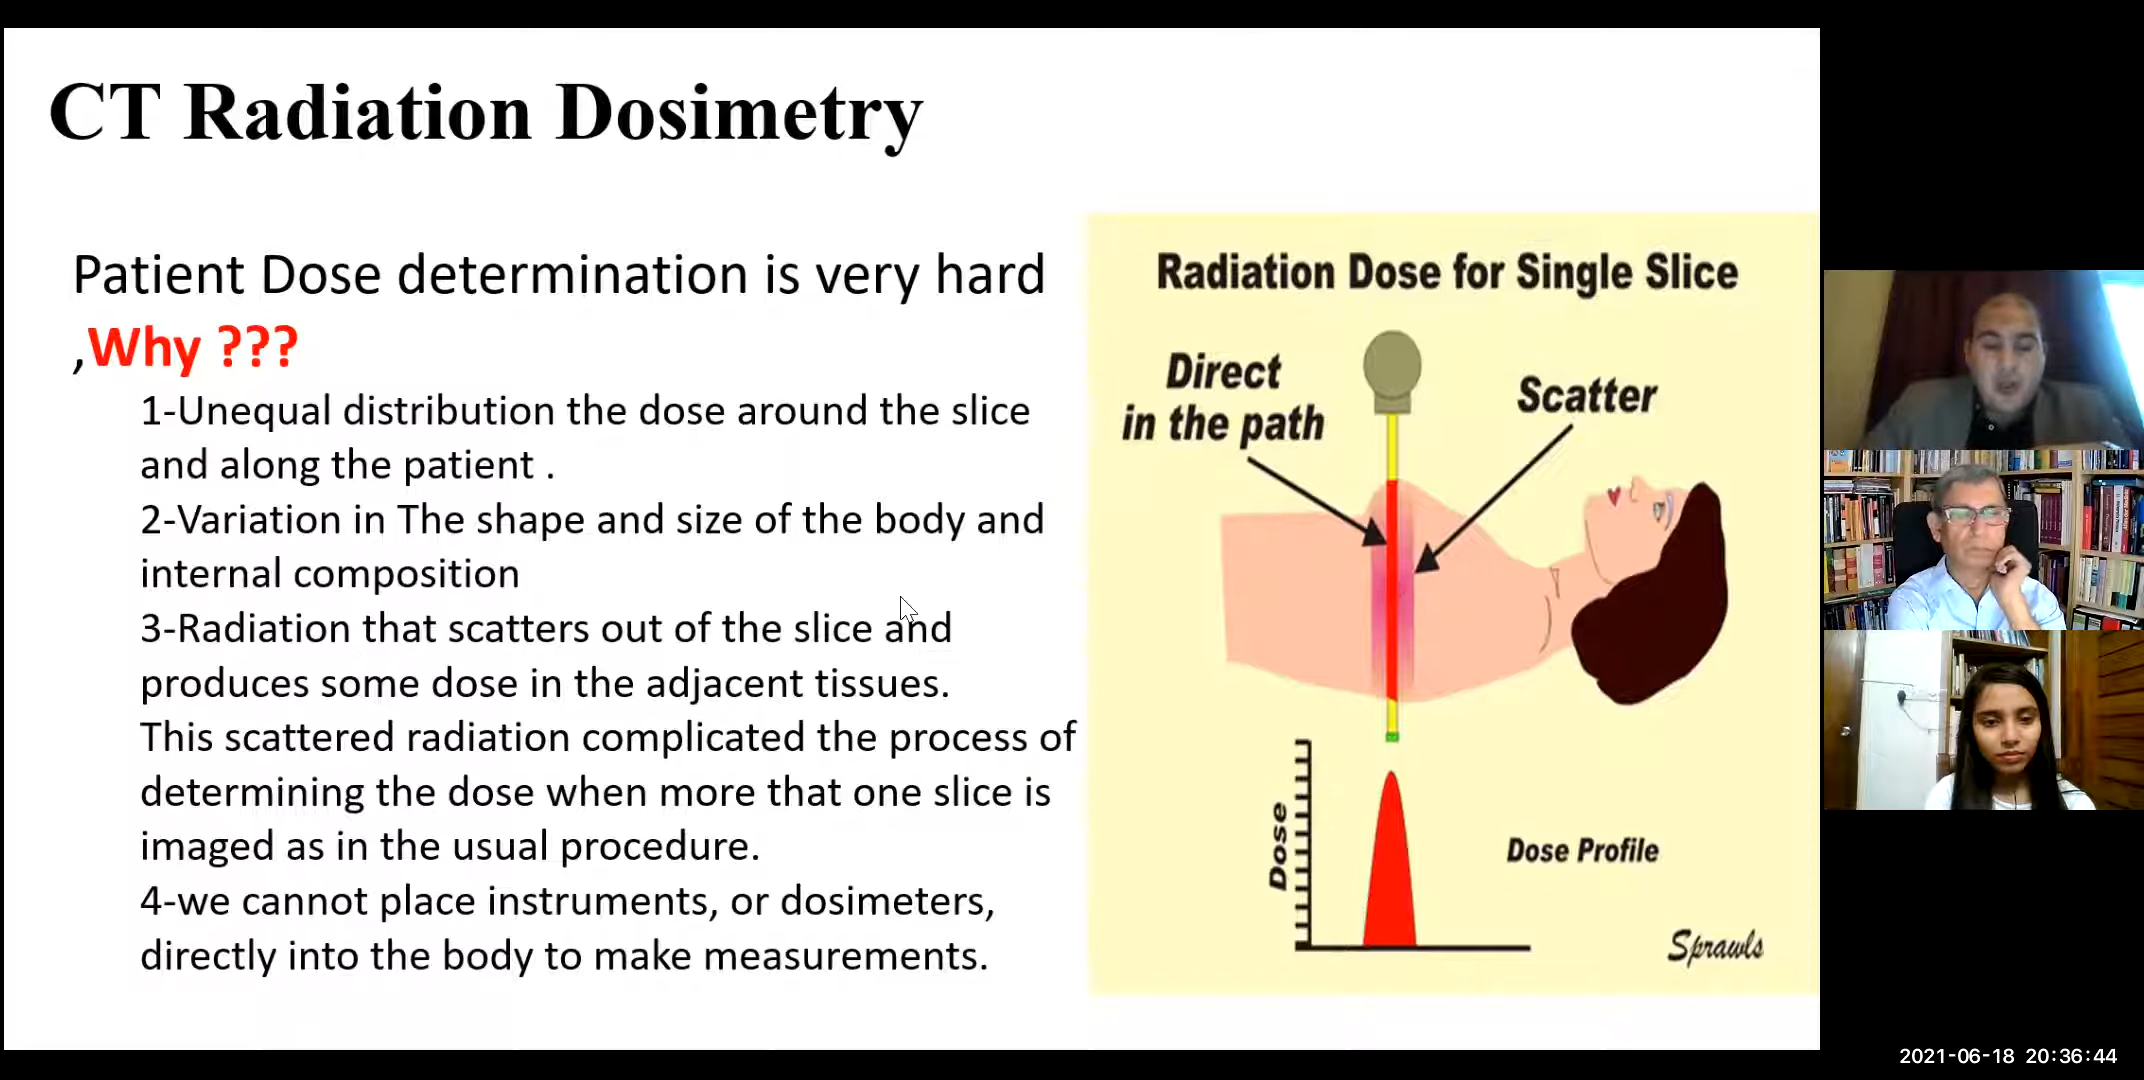 CT Radiation Dosimetry
Patient Dose determination is very hard
,Why ???
1-Unequal distribution the dose around the slice
and along the patient .
2-Variation in The shape and size of the body and
internal composition
3-Radiation that scatters out of the slice and
produces some dose in the adjacent tissues.
This scattered radiation complicated the process of
determining the dose when more that one slice is
imaged as in the usual procedure.
4-we cannot place instruments, or dosimeters,
directly into the body to make measurements.
Radiation Dose for Single Slice
Direct
in the path
Scatter
Dose
Dose Profile
Sprawls
2021-06-18 20:36:44